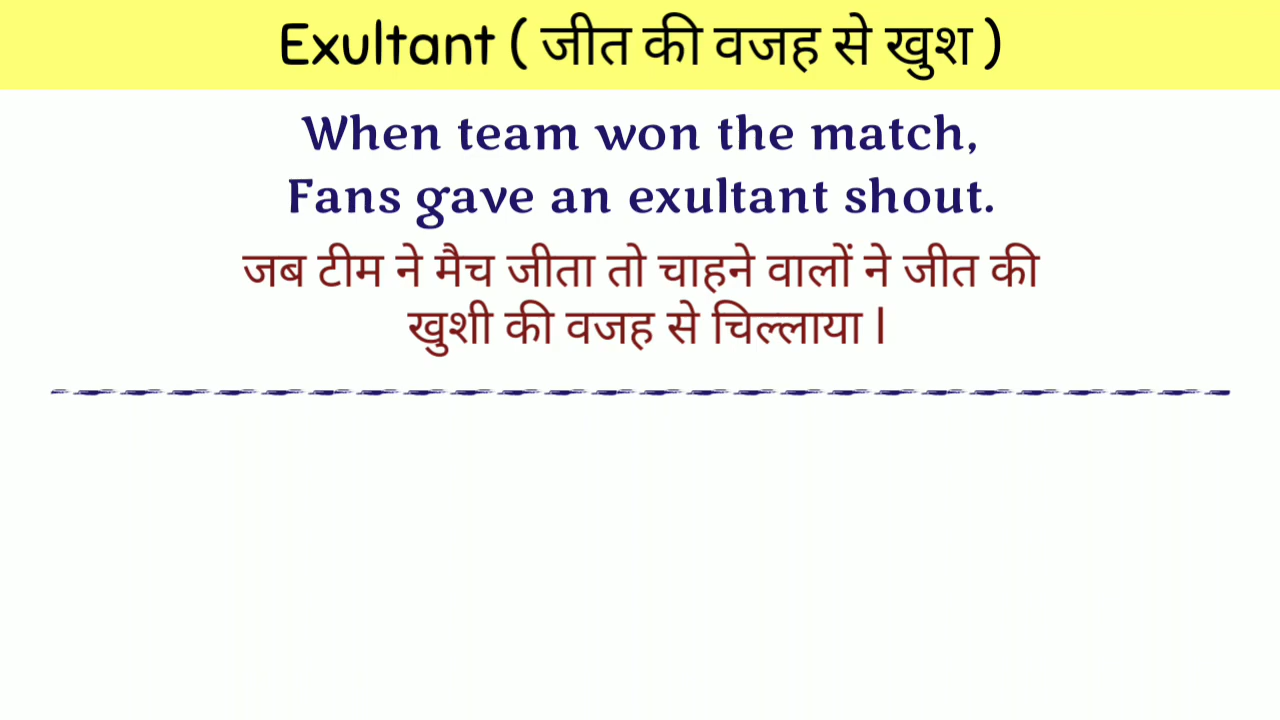 Exultant ( जीत की वजह से खुश )
When team won the match,
Fans gave an exultant shout.
जब टीम ने मैच जीता तो चाहने वालों ने जीत की
खुशी की वजह से चिल्लाया ।